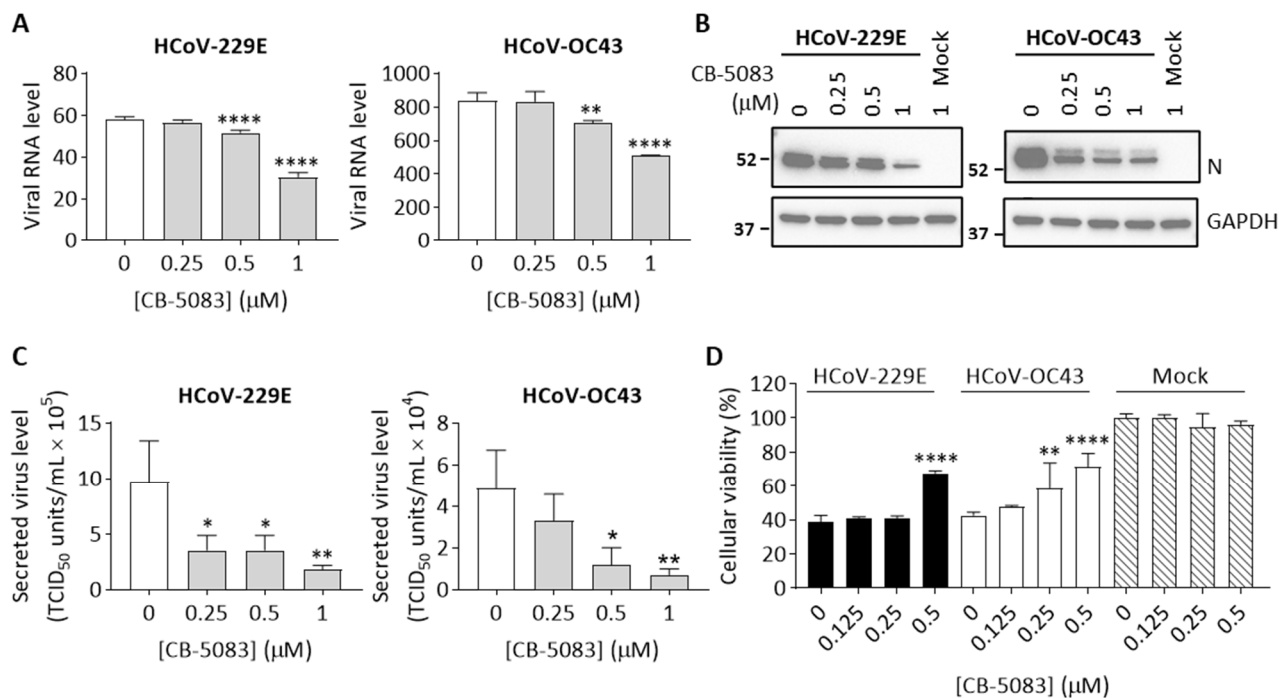 A
HCoV-229E
Viral RNA level
80
60
40
20
0
****
****
0 0.25 0.5 1
[CB-5083] (μM)
HCoV-OC43
Viral RNA level
1000
800
600
400
200
0
**
****
0 0.25 0.5 1
[CB-5083] (μM)
B
HCoV-229E Mock
CB-5083
(μM)
0 0.25 0.5 1 1
52
37
HCoV-OC43 Mock
0 0.25 0.5 1 1
52
37
N
GAPDH
C
HCoV-229E
Secreted virus level
(TCID50 units/mL × 10^5)
15
10
5
0
* * **
0 0.25 0.5 1
[CB-5083] (μM)
HCoV-OC43
Secreted virus level
(TCID50 units/mL × 10^4)
8
6
4
2
0
* **
0 0.25 0.5 1
[CB-5083] (μM)
D
HCoV-229E HCoV-OC43 Mock
Cellular viability (%)
120
100
80
60
40
20
0
**** ** ****
0 0.125 0.25 0.5 0 0.125 0.25 0.5 0 0.125 0.25 0.5
[CB-5083] (μM)